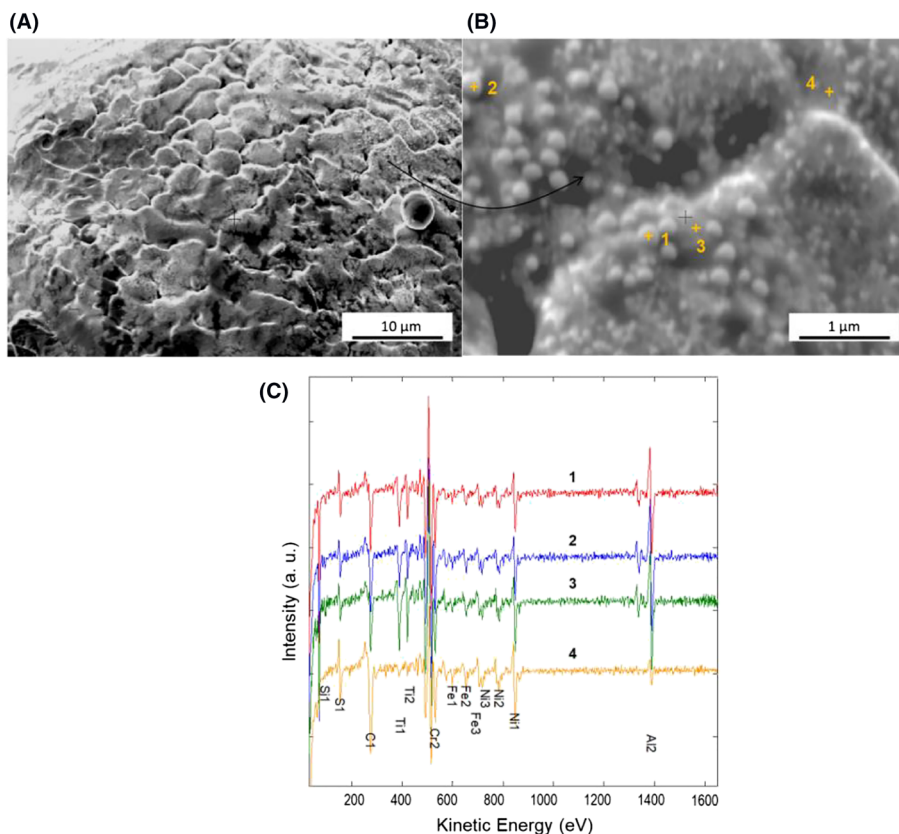 (A)
(B)
2
4
1
3
10 µm
1 µm
(C)
Intensity (a. u.)
1
2
3
4
Si1
S1
C1
Ti1
Ti2
Cr2
Fe1
Fe2
Fe3
Ni3
Ni2
Ni1
Al2
200 400 600 800 1000 1200 1400 1600
Kinetic Energy (eV)